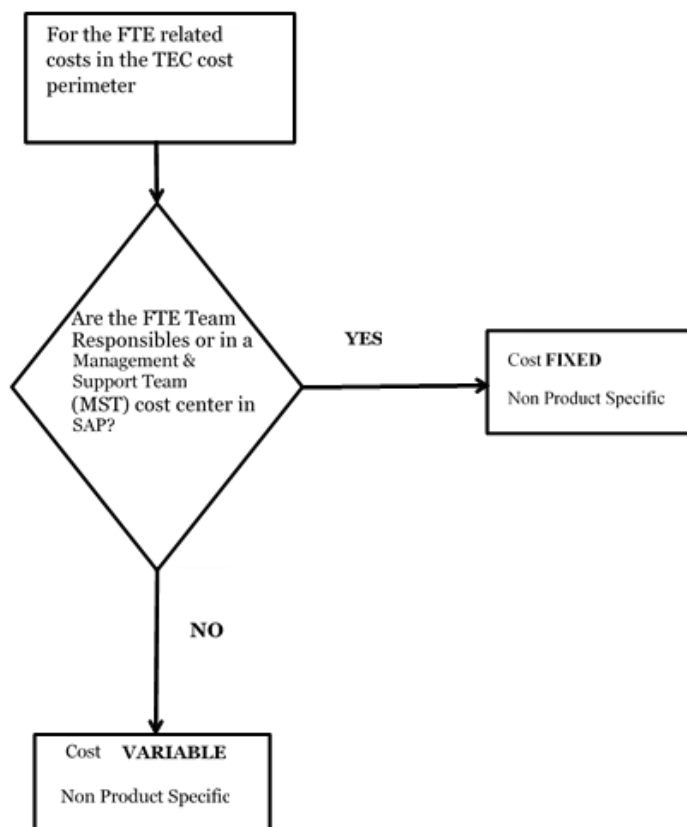 For the FTE related
costs in the TEC cost
perimeter
Are the FTE Team
Responsibles or in a
Management &
Support Team
(MST) cost center in
SAP?
YES
Cost FIXED
Non Product Specific
NO
Cost VARIABLE
Non Product Specific